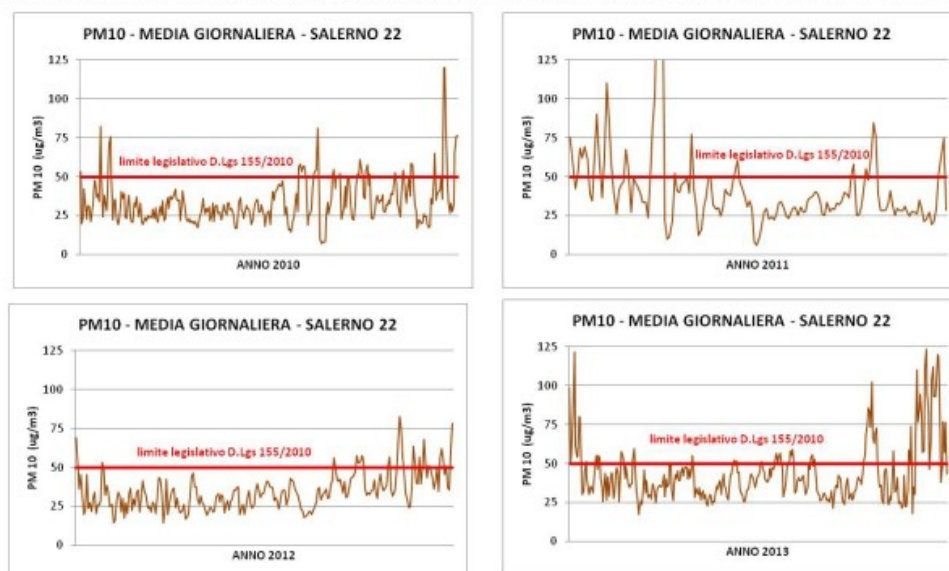 PM10 - MEDIA GIORNALIERA - SALERNO 22
PM 10 (ug/m3)
125
100
75
50
25
0
limite legislativo D.Lgs 155/2010
ANNO 2010
PM10 - MEDIA GIORNALIERA - SALERNO 22
PM 10 (ug/m3)
125
100
75
50
25
0
limite legislativo D.Lgs 155/2010
ANNO 2011
PM10 - MEDIA GIORNALIERA - SALERNO 22
PM 10 (ug/m3)
125
100
75
50
25
0
limite legislativo D.Lgs 155/2010
ANNO 2012
PM10 - MEDIA GIORNALIERA - SALERNO 22
PM 10 (ug/m3)
125
100
75
50
25
0
limite legislativo D.Lgs 155/2010
ANNO 2013